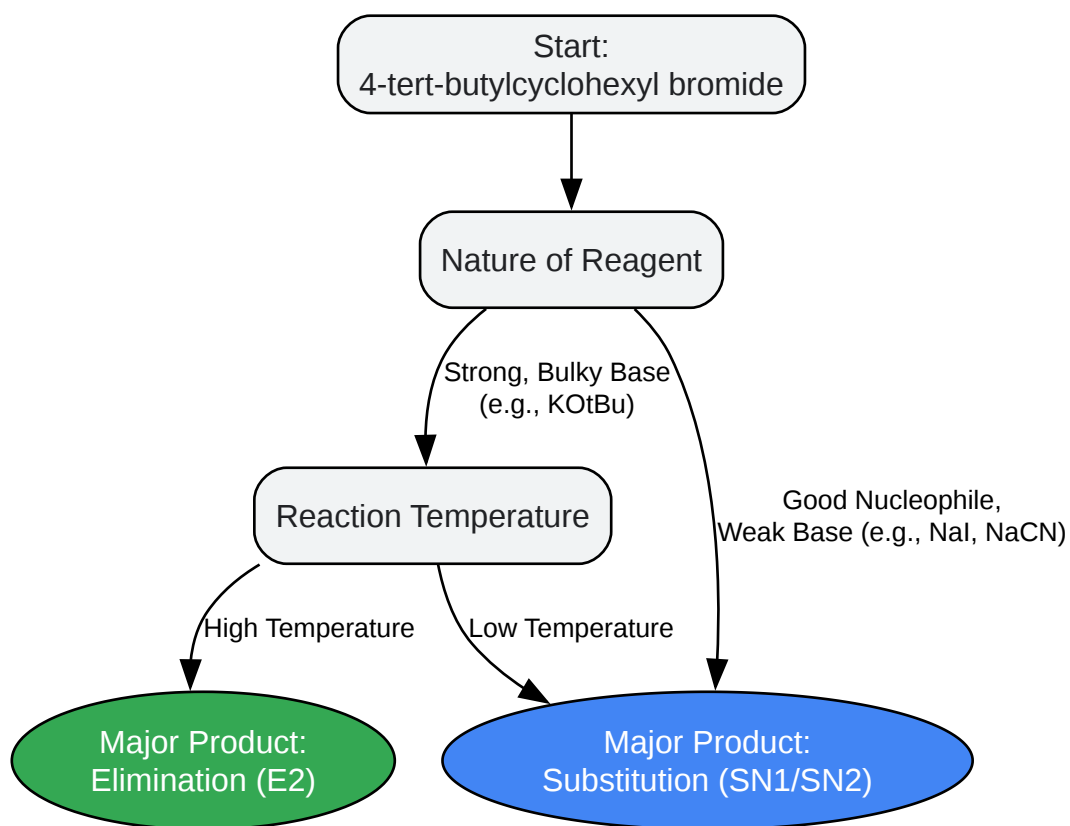 Start:
4-tert-butylcyclohexyl bromide
Nature of Reagent
Strong, Bulky Base
(e.g., KOtBu)
Good Nucleophile,
Weak Base (e.g., NaI, NaCN)
Reaction Temperature
High Temperature
Low Temperature
Major Product:
Elimination (E2)
Major Product:
Substitution (SN1/SN2)